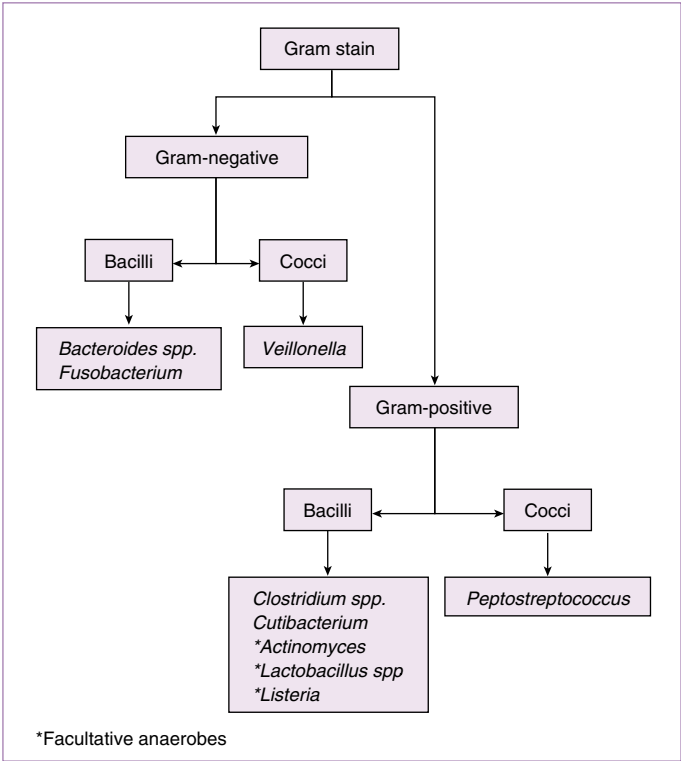 Gram stain
Gram-negative
Bacilli
Cocci
Bacteroides spp.
Fusobacterium
Veillonella
Gram-positive
Bacilli
Cocci
Clostridium spp.
Cutibacterium
*Actinomyces
*Lactobacillus spp
*Listeria
Peptostreptococcus
*Facultative anaerobes